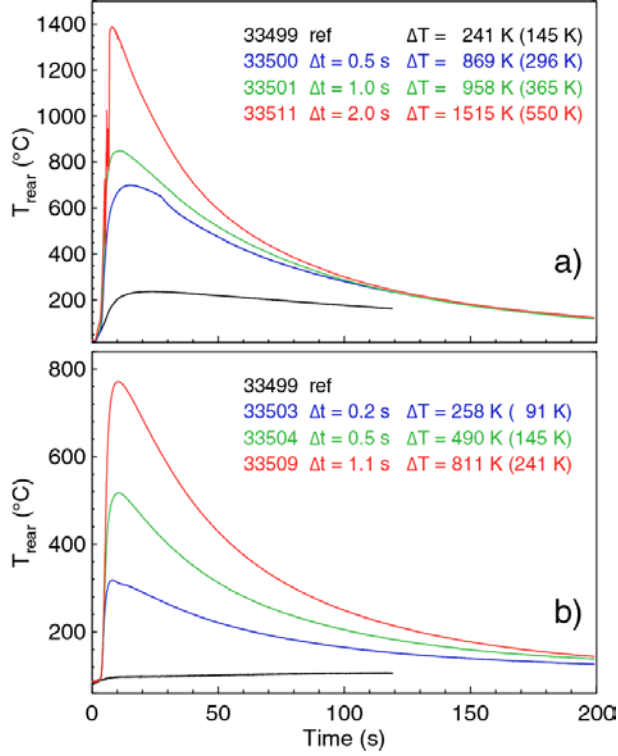 1400
1200
1000
800
600
400
200
T_rear (°C)
33499 ref ΔT = 241 K (145 K)
33500 Δt = 0.5 s ΔT = 869 K (296 K)
33501 Δt = 1.0 s ΔT = 958 K (365 K)
33511 Δt = 2.0 s ΔT = 1515 K (550 K)
a)
800
600
400
200
T_rear (°C)
33499 ref
33503 Δt = 0.2 s ΔT = 258 K ( 91 K)
33504 Δt = 0.5 s ΔT = 490 K (145 K)
33509 Δt = 1.1 s ΔT = 811 K (241 K)
b)
0 50 100 150 200
Time (s)